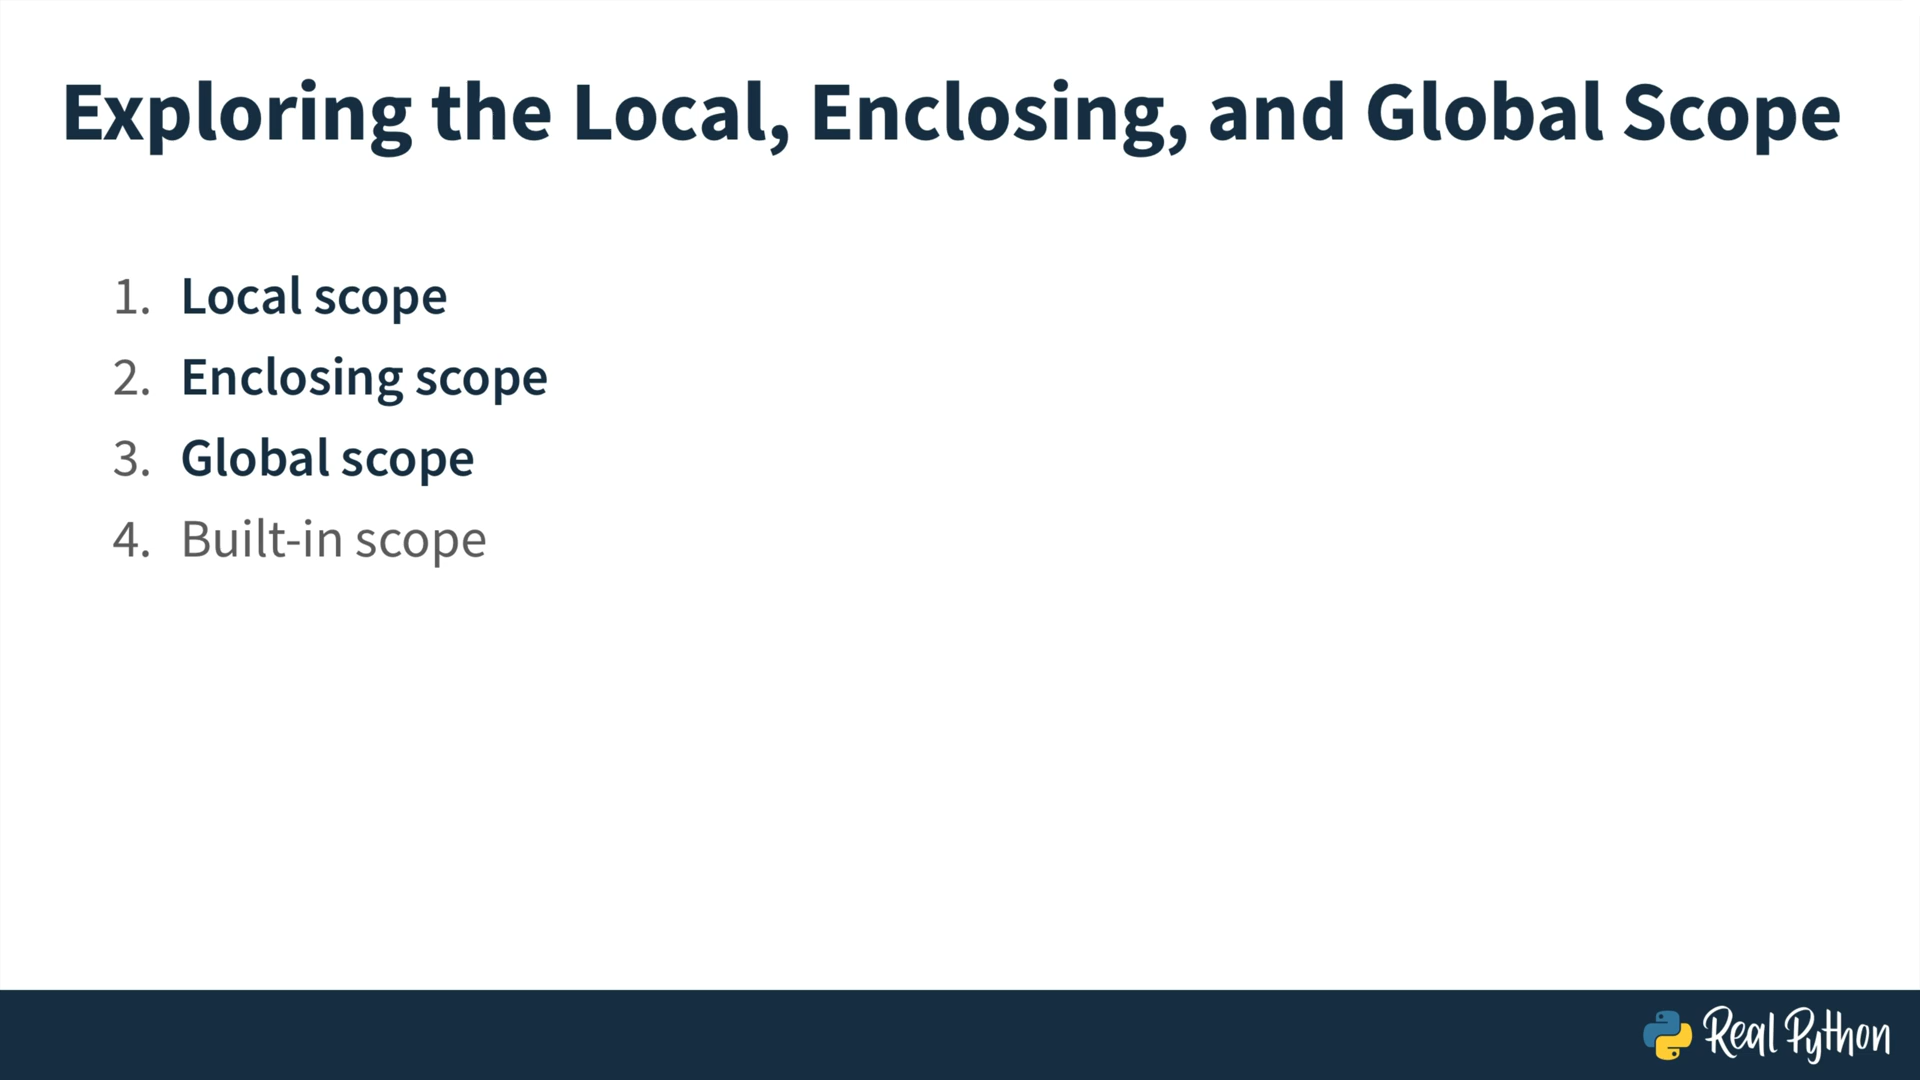 Exploring the Local, Enclosing, and Global Scope
1. Local scope
2. Enclosing scope
3. Global scope
4. Built-in scope
Real Python